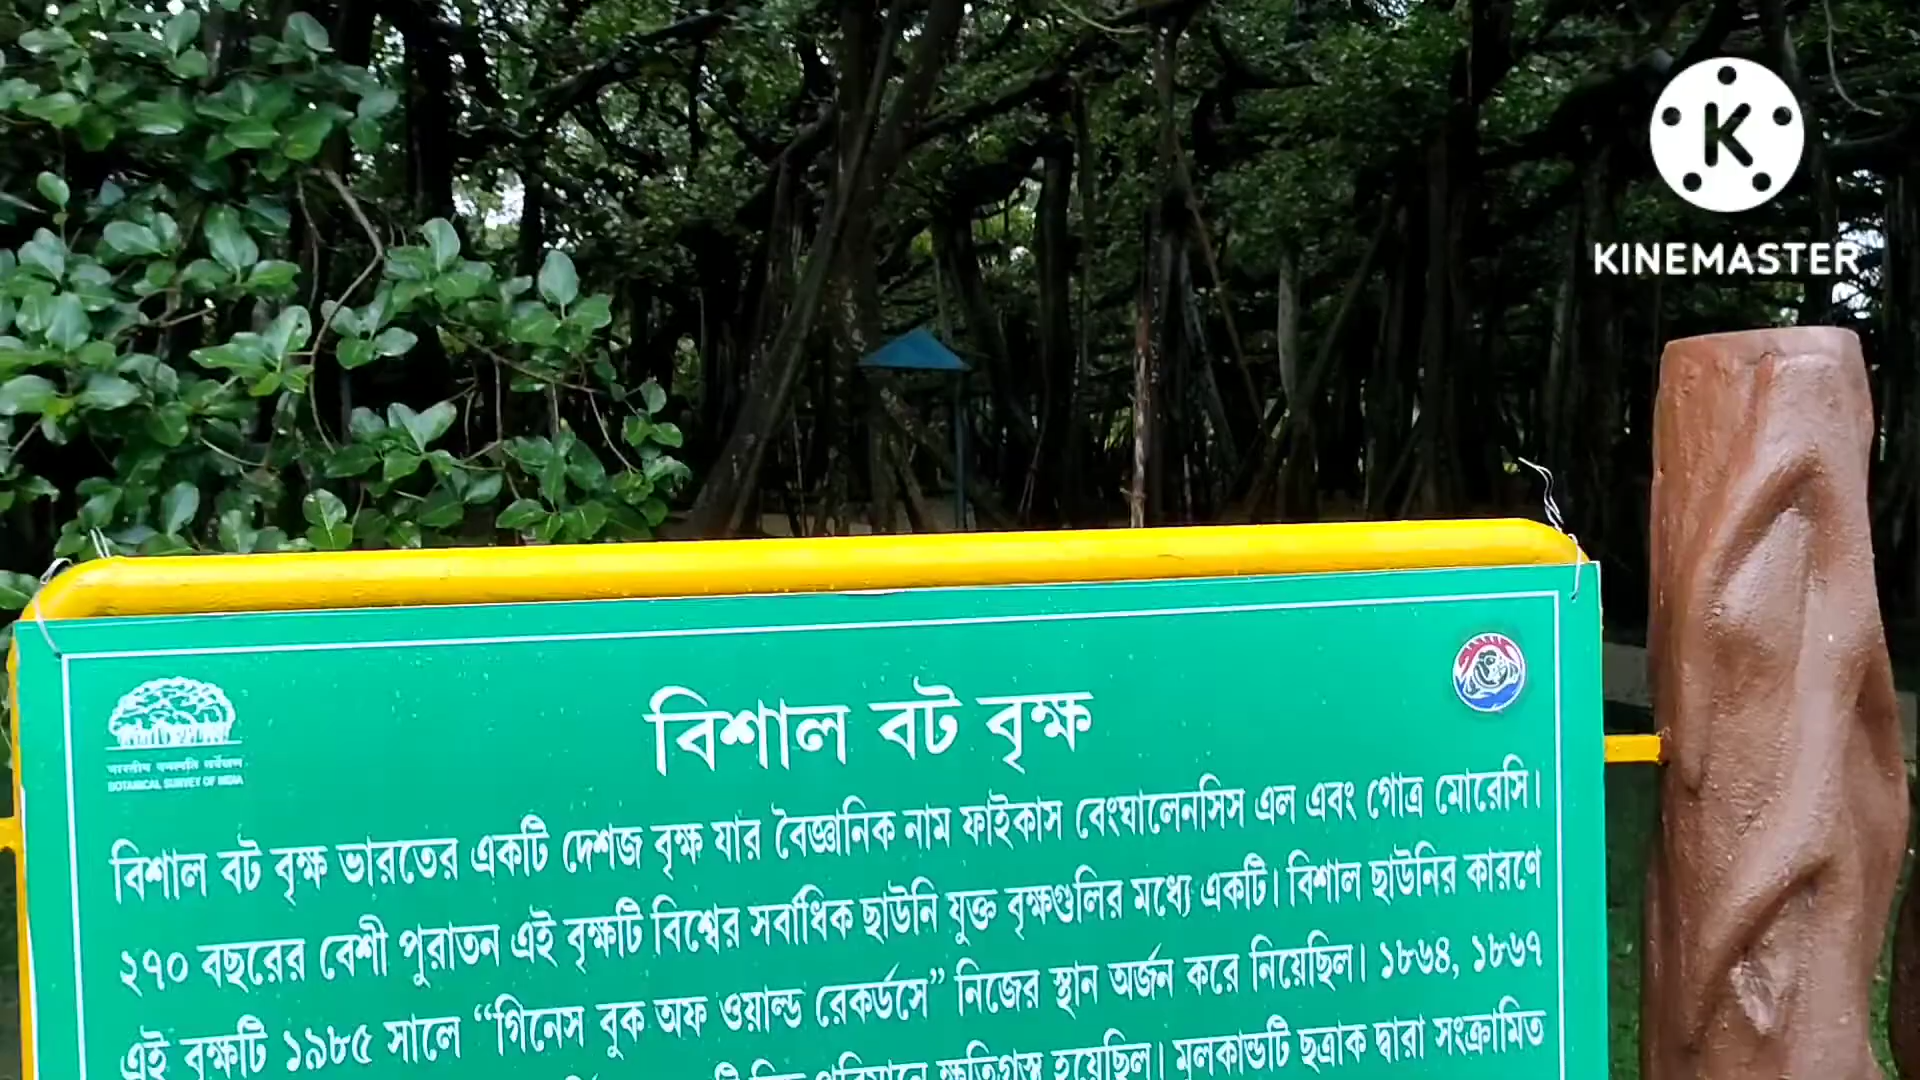 K
KINEMASTER
বিশাল বট বৃক্ষ
BOTANICAL SURVEY OF INDIA
বিশাল বট বৃক্ষ ভারতের একটি দেশজ বৃক্ষ যার বৈজ্ঞানিক নাম ফাইকাস বেংঘালেনসিস এল এবং গোত্র মোরেসি।
২৭০ বছরের বেশী পুরাতন এই বৃক্ষটি বিশ্বের সর্বাধিক ছাউনি যুক্ত বৃক্ষগুলির মধ্যে একটি। বিশাল ছাউনির কারণে
এই বৃক্ষটি ১৯৮৫ সালে “গিনেস বুক অফ ওয়াল্ড রেকর্ডসে” নিজের স্থান অর্জন করে নিয়েছিল। ১৮৬৪, ১৮৬৭
ক্ষতিগ্রস্ত হয়েছিল। মূলকান্ডটি ছত্রাক দ্বারা সংক্রামিত